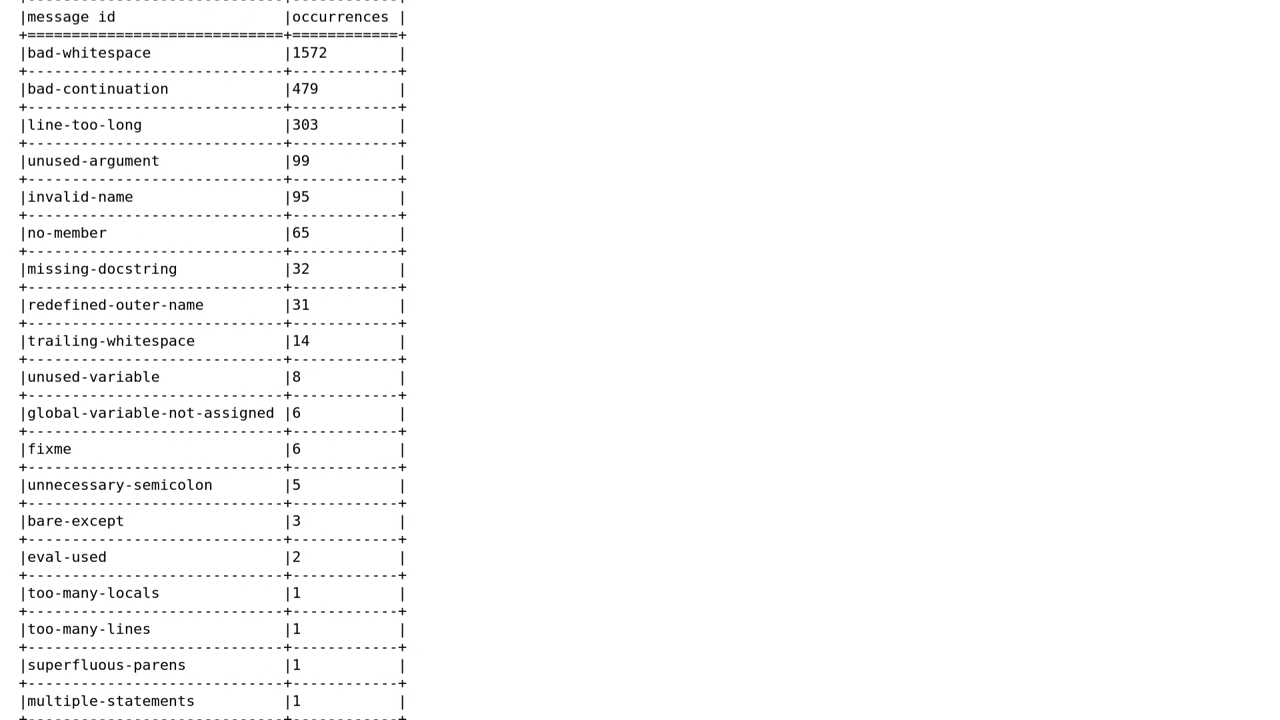 |message id                   |occurrences |
+=============================+============+
|bad-whitespace               |1572        |
+-----------------------------+------------+
|bad-continuation             |479         |
+-----------------------------+------------+
|line-too-long                |303         |
+-----------------------------+------------+
|unused-argument              |99          |
+-----------------------------+------------+
|invalid-name                 |95          |
+-----------------------------+------------+
|no-member                    |65          |
+-----------------------------+------------+
|missing-docstring            |32          |
+-----------------------------+------------+
|redefined-outer-name         |31          |
+-----------------------------+------------+
|trailing-whitespace          |14          |
+-----------------------------+------------+
|unused-variable              |8           |
+-----------------------------+------------+
|global-variable-not-assigned |6           |
+-----------------------------+------------+
|fixme                        |6           |
+-----------------------------+------------+
|unnecessary-semicolon        |5           |
+-----------------------------+------------+
|bare-except                  |3           |
+-----------------------------+------------+
|eval-used                    |2           |
+-----------------------------+------------+
|too-many-locals              |1           |
+-----------------------------+------------+
|too-many-lines               |1           |
+-----------------------------+------------+
|superfluous-parens           |1           |
+-----------------------------+------------+
|multiple-statements          |1           |
+-----------------------------+------------+